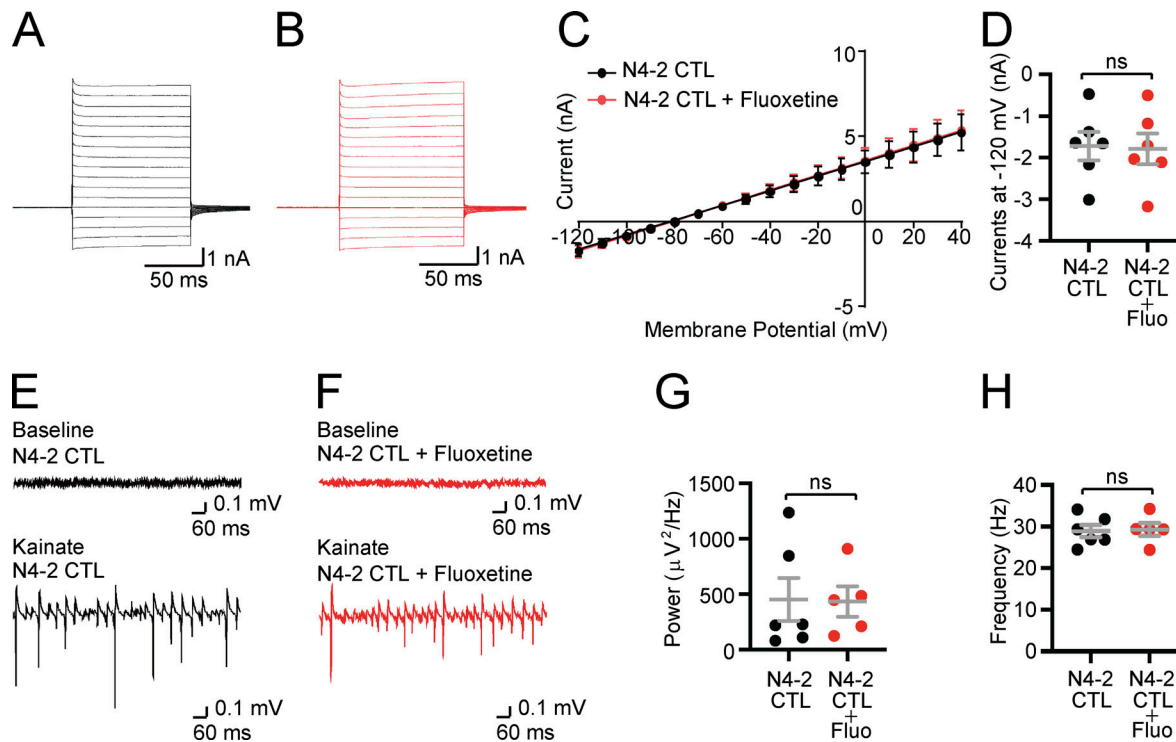 A
B
C
D
1 nA
50 ms
1 nA
50 ms
N4-2 CTL
N4-2 CTL + Fluoxetine
Current (nA)
10
5
0
-5
-120 -100 -80 -60 -40 -20 0 20 40
Membrane Potential (mV)
ns
Currents at -120 mV (nA)
0
-1
-2
-3
-4
N4-2
CTL
N4-2
CTL
+
Fluo
E
F
G
H
Baseline
N4-2 CTL
0.1 mV
60 ms
Kainate
N4-2 CTL
0.1 mV
60 ms
Baseline
N4-2 CTL + Fluoxetine
0.1 mV
60 ms
Kainate
N4-2 CTL + Fluoxetine
0.1 mV
60 ms
ns
Power (μV²/Hz)
1500
1000
500
0
N4-2
CTL
N4-2
CTL
+
Fluo
ns
Frequency (Hz)
40
30
20
10
0
N4-2
CTL
N4-2
CTL
+
Fluo